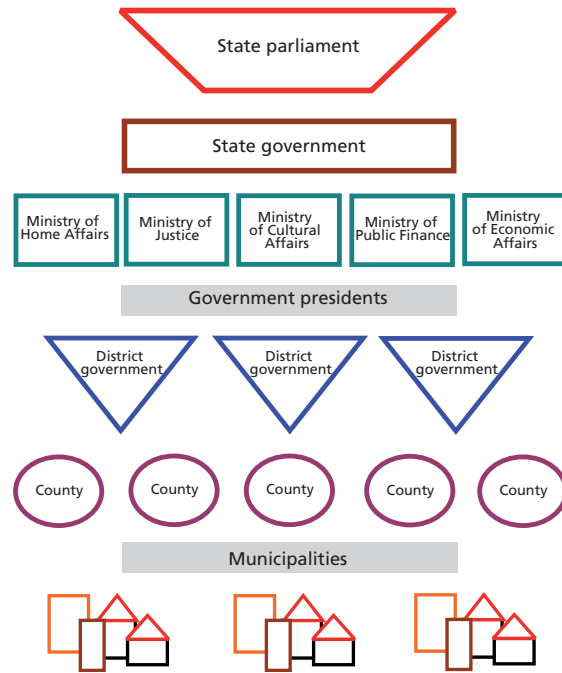 State parliament
State government
Ministry of
Home Affairs
Ministry of
Justice
Ministry
of Cultural
Affairs
Ministry of
Public Finance
Ministry
of Economic
Affairs
Government presidents
District
government
District
government
District
government
County
County
County
County
County
Municipalities